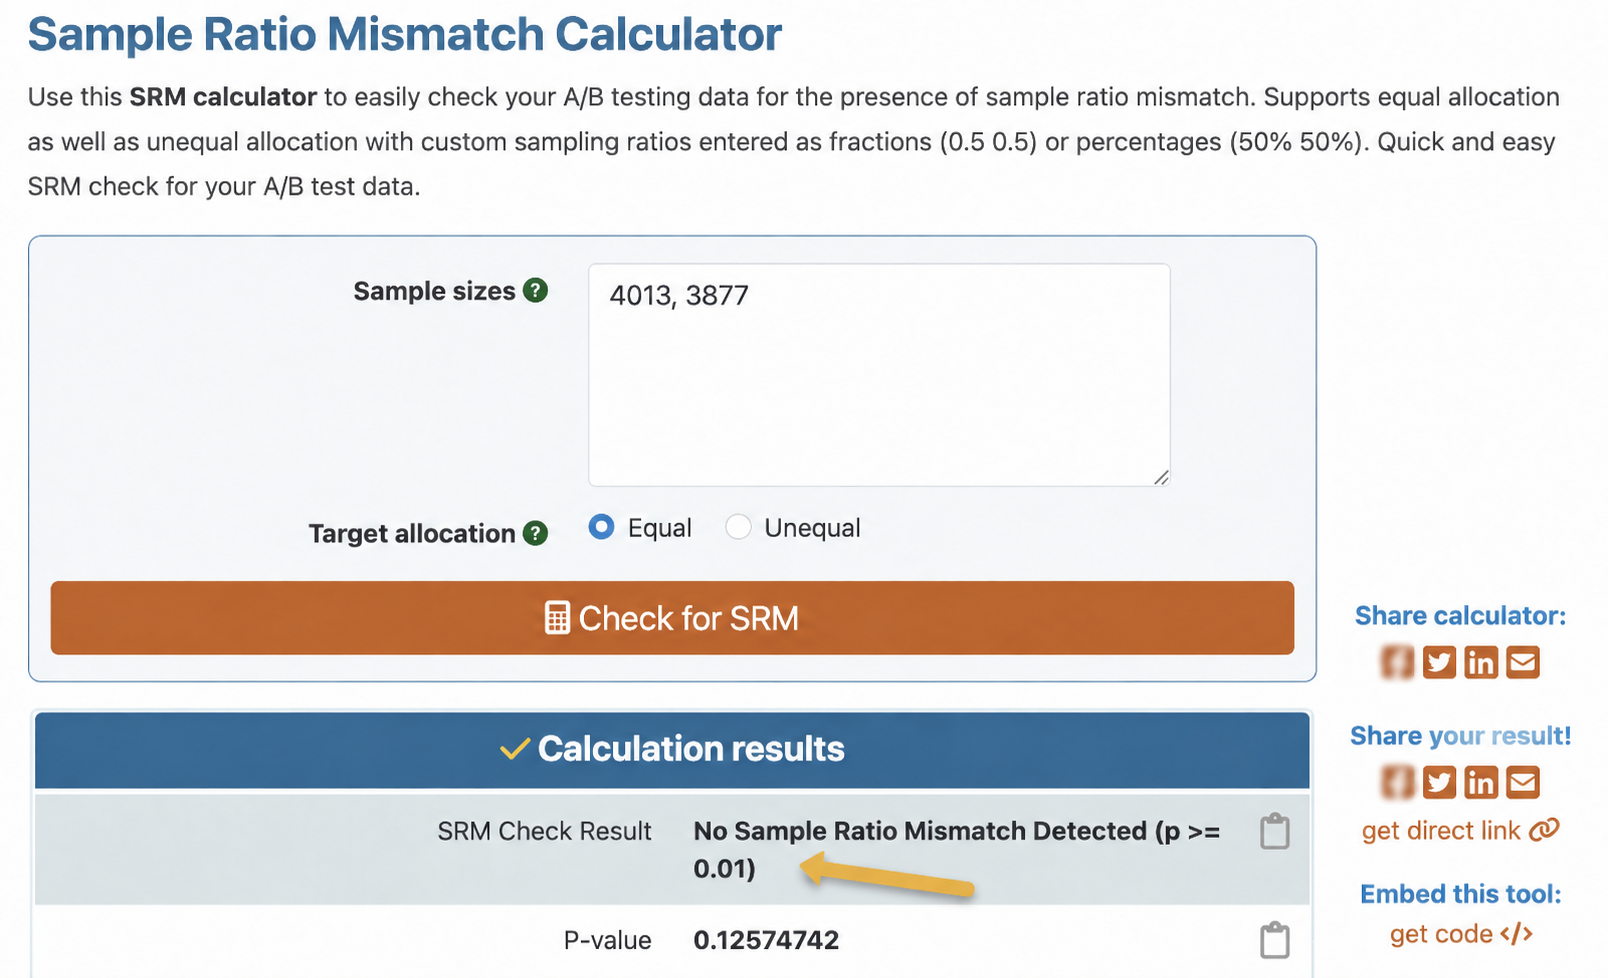 Sample Ratio Mismatch Calculator
Use this SRM calculator to easily check your A/B testing data for the presence of sample ratio mismatch. Supports equal allocation
as well as unequal allocation with custom sampling ratios entered as fractions (0.5 0.5) or percentages (50% 50%). Quick and easy
SRM check for your A/B test data.
Sample sizes ?
4013, 3877
Target allocation ?
Equal
Unequal
Check for SRM
Share calculator:
in
Calculation results
Share your result!
in
SRM Check Result
No Sample Ratio Mismatch Detected (p >=
0.01)
get direct link
Embed this tool:
P-value
0.12574742
get code </>